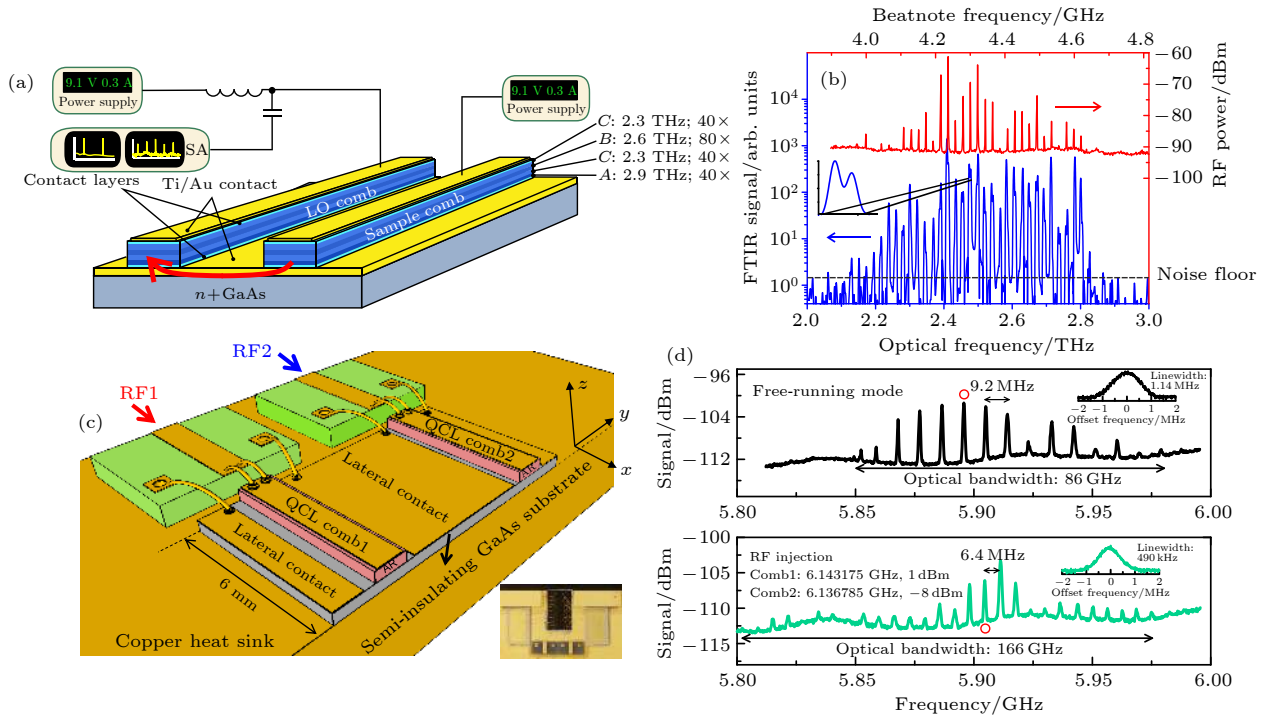 (a)
9.1 V 0.3 A
Power supply
SA
Contact layers
Ti/Au contact
9.1 V 0.3 A
Power supply
C: 2.3 THz; 40×
B: 2.6 THz; 80×
C: 2.3 THz; 40×
A: 2.9 THz; 40×
LO comb
Sample comb
n+GaAs
Beatnote frequency/GHz
4.0 4.2 4.4 4.6 4.8
(b)
FTIR signal/arb. units
10⁴
10³
10²
10¹
10⁰
−60
−70
−80
−90
−100
RF power/dBm
Noise floor
2.0 2.2 2.4 2.6 2.8 3.0
Optical frequency/THz
(c)
RF1
RF2
z
y
x
QCL comb2
AR
Lateral contact
QCL comb1
AR
Lateral contact
6 mm
Semi-insulating GaAs substrate
Copper heat sink
(d)
Signal/dBm
−96
−104
−112
Free-running mode
9.2 MHz
Linewidth:
1.14 MHz
−2 −1 0 1 2
Offset frequency/MHz
Optical bandwidth: 86 GHz
5.80 5.85 5.90 5.95 6.00
Signal/dBm
−100
−105
−110
−115
RF injection
Comb1: 6.143175 GHz, 1 dBm
Comb2: 6.136785 GHz, −8 dBm
6.4 MHz
Linewidth:
490 kHz
−2 −1 0 1 2
Offset frequency/MHz
Optical bandwidth: 166 GHz
5.80 5.85 5.90 5.95 6.00
Frequency/GHz